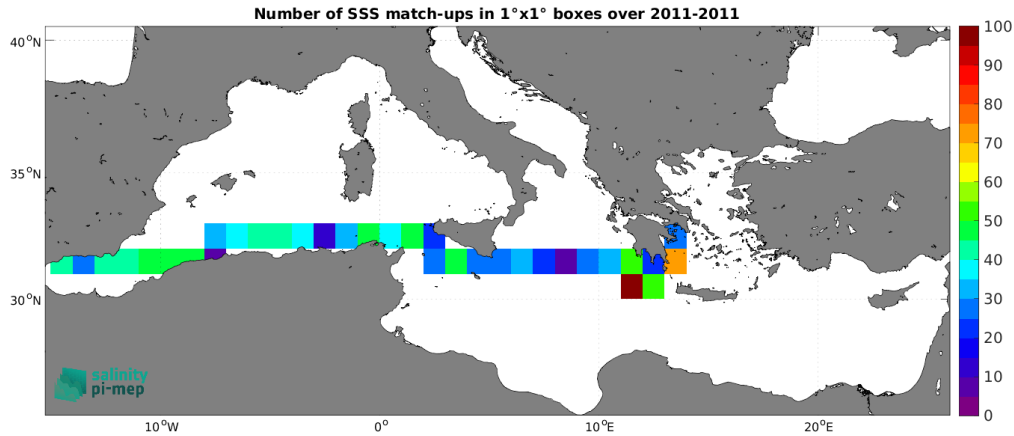 Number of SSS match-ups in 1°x1° boxes over 2011-2011
40°N
35°N
30°N
10°W
0°
10°E
20°E
100
90
80
70
60
50
40
30
20
10
0
salinity
pi-mep